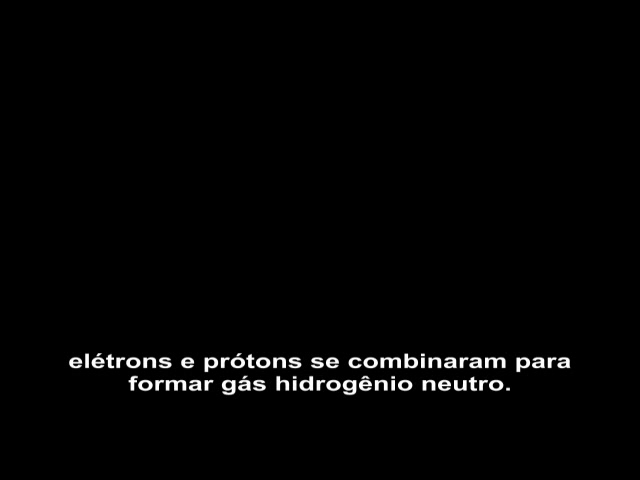 elétrons e prótons se combinaram para
formar gás hidrogênio neutro.